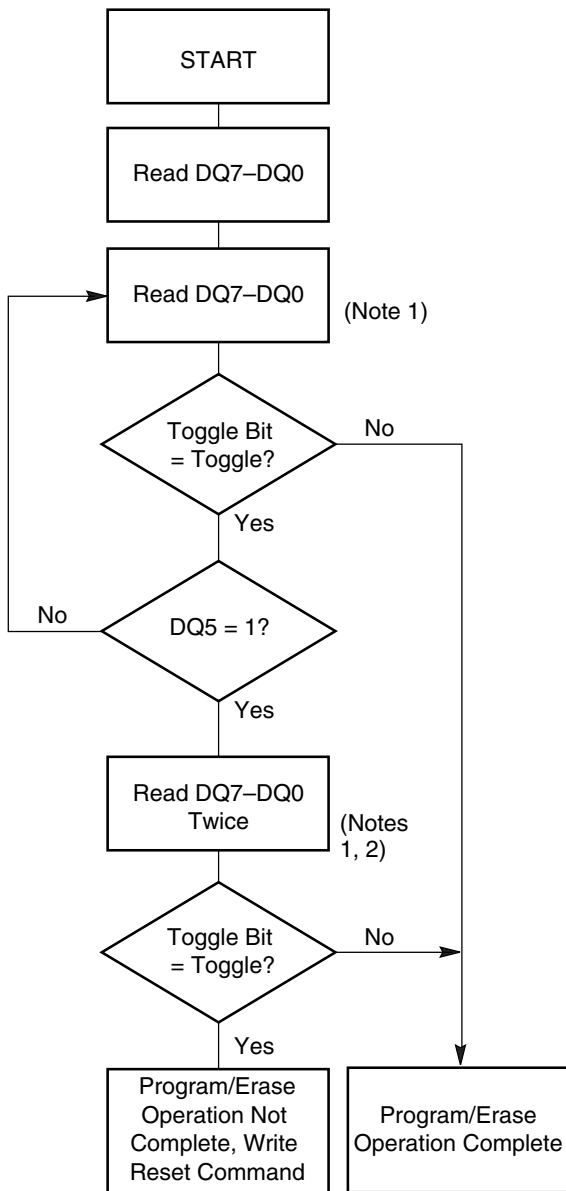 START
Read DQ7–DQ0
Read DQ7–DQ0
(Note 1)
Toggle Bit
= Toggle?
No
Yes
No
DQ5 = 1?
Yes
Read DQ7–DQ0
Twice
(Notes
1, 2)
Toggle Bit
= Toggle?
No
Yes
Program/Erase
Operation Not
Complete, Write
Reset Command
Program/Erase
Operation Complete